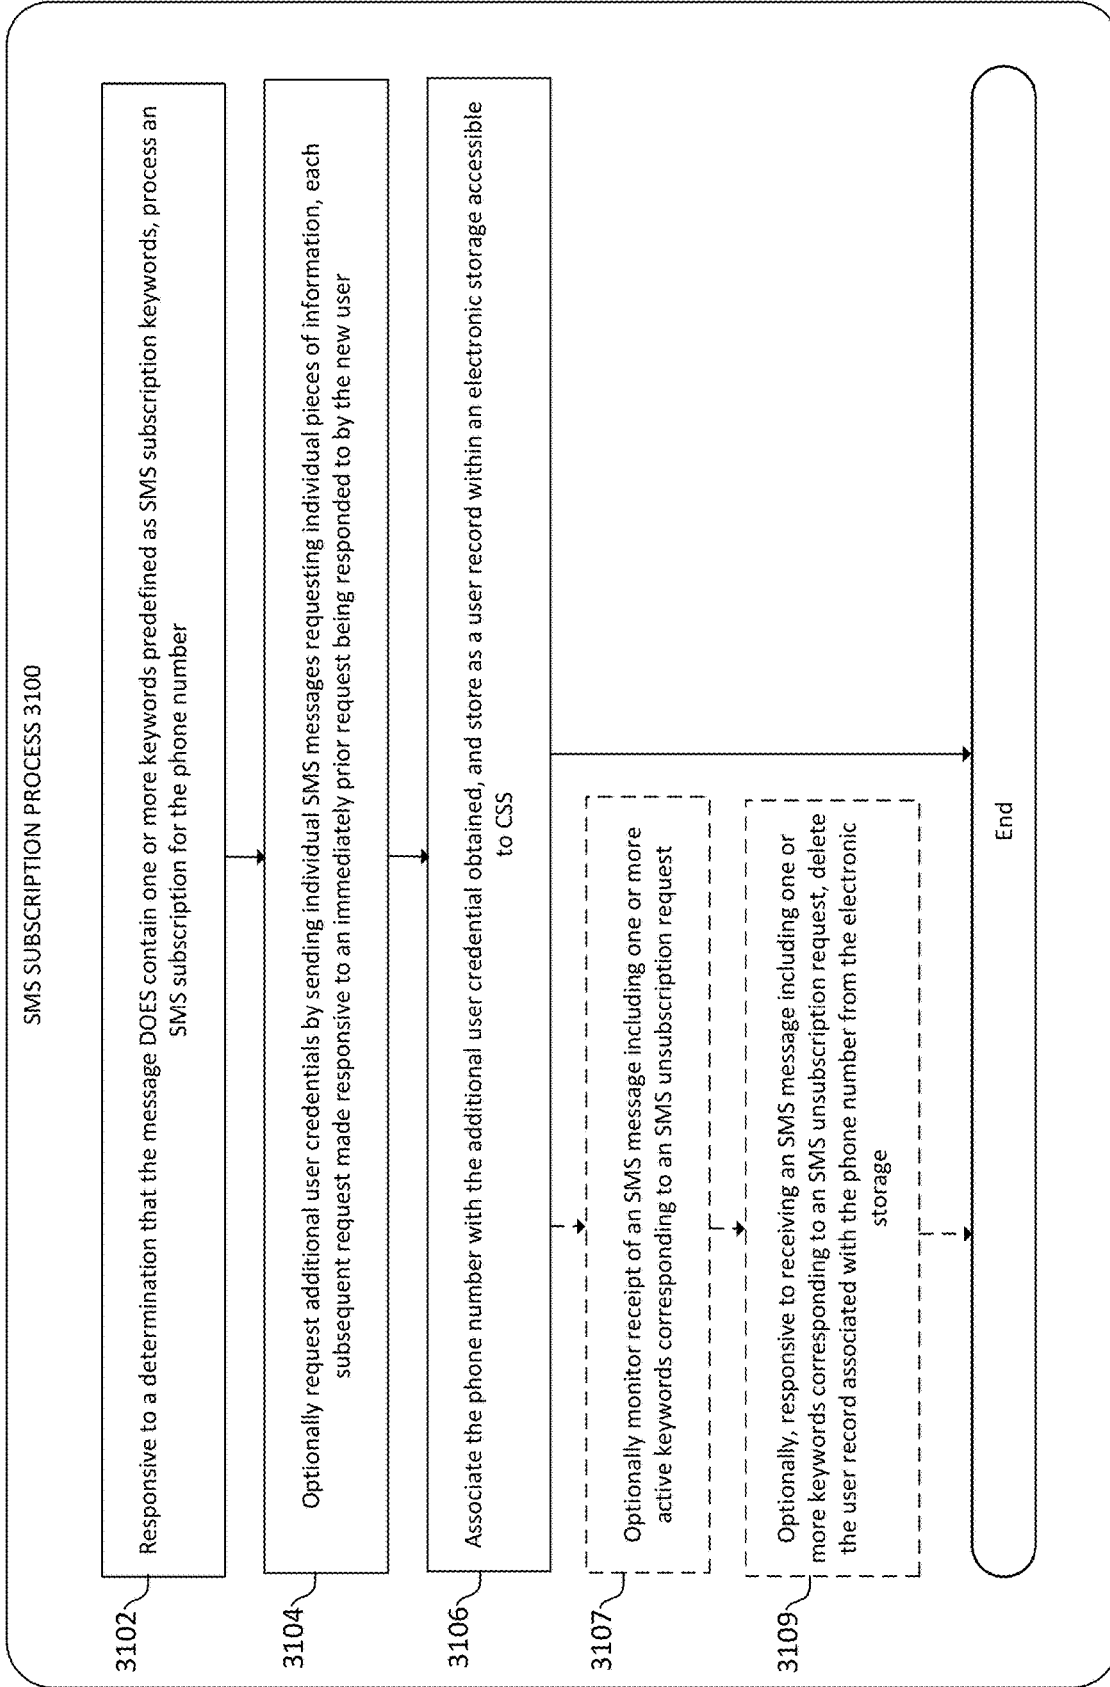 SMS SUBSCRIPTION PROCESS 3100
3102
Responsive to a determination that the message DOES contain one or more keywords predefined as SMS subscription keywords, process an
SMS subscription for the phone number
3104
Optionally request additional user credentials by sending individual SMS messages requesting individual pieces of information, each
subsequent request made responsive to an immediately prior request being responded to by the new user
3106
Associate the phone number with the additional user credential obtained, and store as a user record within an electronic storage accessible
to CSS
3107
Optionally monitor receipt of an SMS message including one or more
active keywords corresponding to an SMS unsubscription request
3109
Optionally, responsive to receiving an SMS message including one or
more keywords corresponding to an SMS unsubscription request, delete
the user record associated with the phone number from the electronic
storage
End